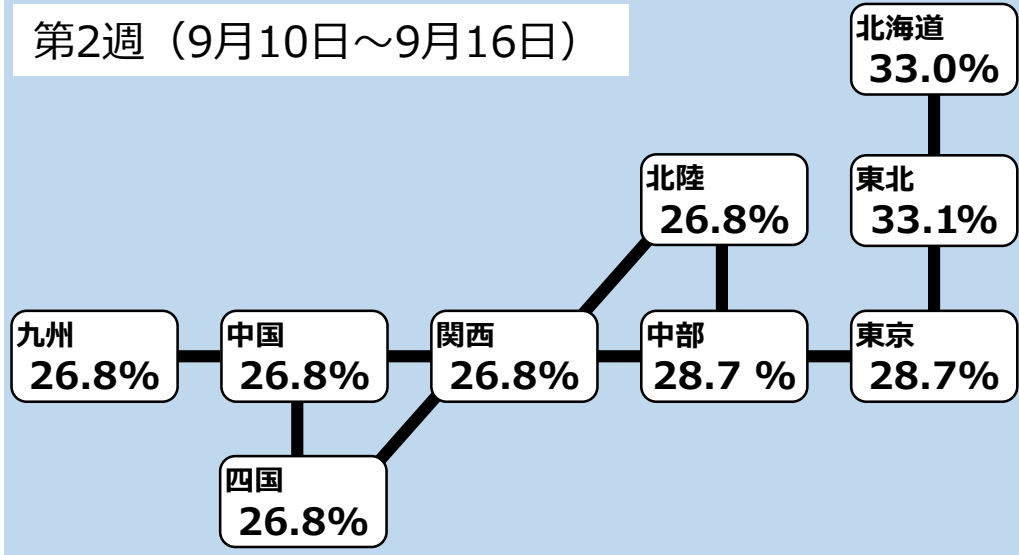 第2週（9月10日～9月16日）
北海道
33.0%
北陸
26.8%
東北
33.1%
九州
26.8%
中国
26.8%
関西
26.8%
中部
28.7 %
東京
28.7%
四国
26.8%